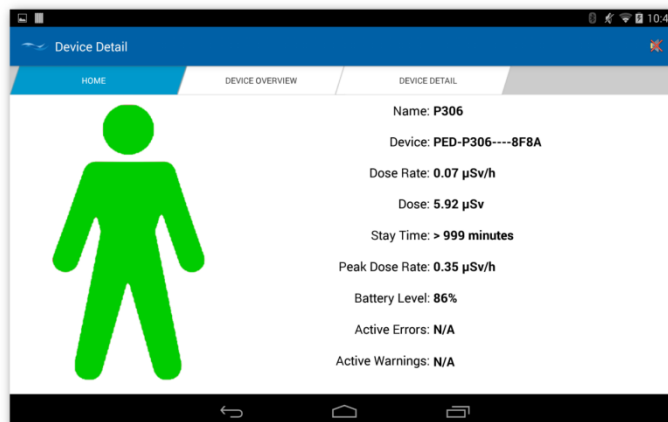 10:4
Device Detail
HOME
DEVICE OVERVIEW
DEVICE DETAIL
Name: P306
Device: PED-P306----8F8A
Dose Rate: 0.07 µSv/h
Dose: 5.92 µSv
Stay Time: > 999 minutes
Peak Dose Rate: 0.35 µSv/h
Battery Level: 86%
Active Errors: N/A
Active Warnings: N/A